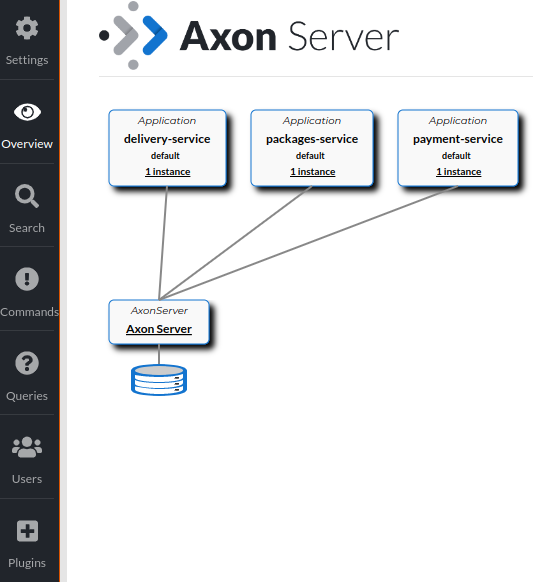 Settings
Overview
Search
Commands
Queries
Users
Plugins
Axon Server
Application
delivery-service
default
1 instance
Application
packages-service
default
1 instance
Application
payment-service
default
1 instance
AxonServer
Axon Server